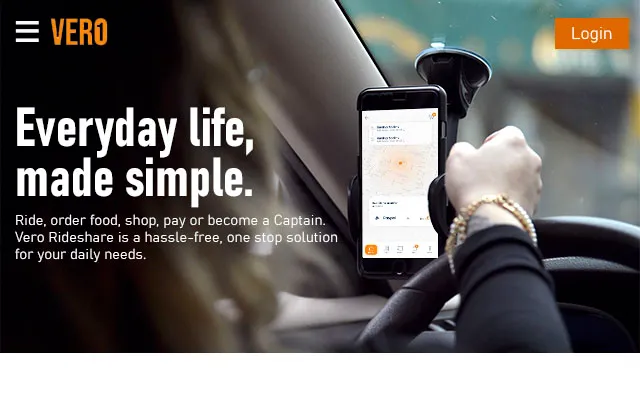 VERO
Login
Everyday life,
made simple.
Ride, order food, shop, pay or become a Captain.
Vero Rideshare is a hassle-free, one stop solution
for your daily needs.